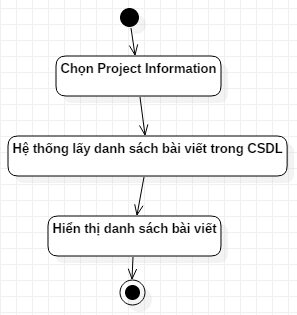 Chọn Project Information
Hệ thống lấy danh sách bài viết trong CSDL
Hiển thị danh sách bài viết